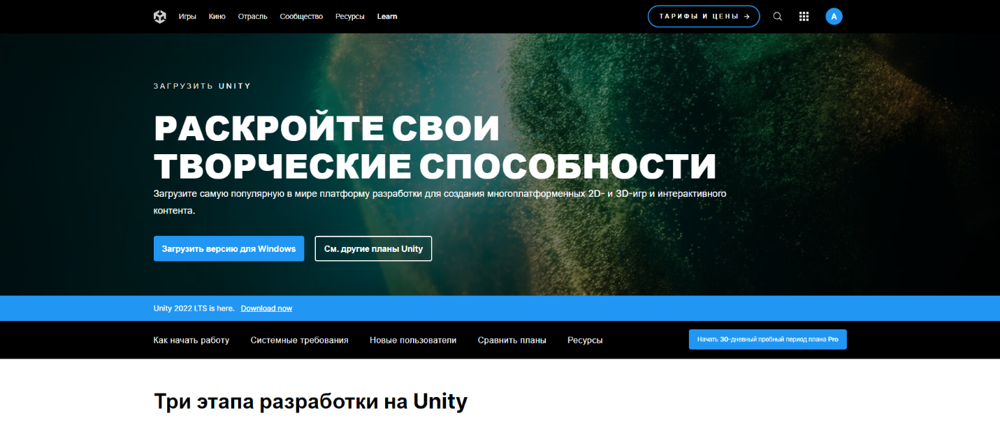 Игры Кино Отрасль Сообщество Ресурсы Learn ТАРИФЫ И ЦЕНЫ → A
ЗАГРУЗИТЬ UNITY
РАСКРОЙТЕ СВОИ
ТВОРЧЕСКИЕ СПОСОБНОСТИ
Загрузите самую популярную в мире платформу разработки для создания многоплатформенных 2D- и 3D-игр и интерактивного
контента.
Загрузить версию для Windows См. другие планы Unity
Unity 2022 LTS is here. Download now
Как начать работу Системные требования Новые пользователи Сравнить планы Ресурсы Начать 30-дневный пробный период плана Pro
Три этапа разработки на Unity